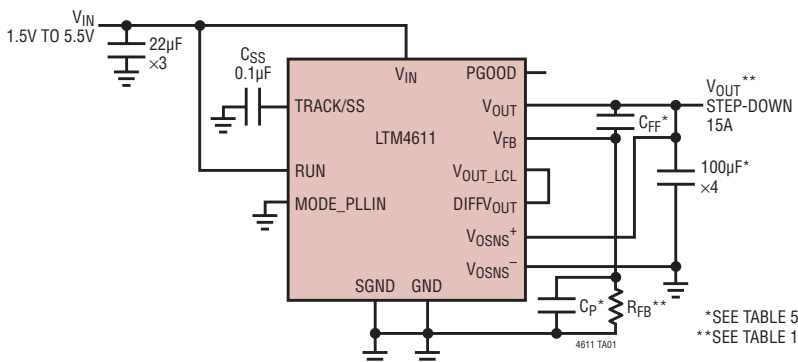 VIN
1.5V TO 5.5V
22µF
×3
CSS
0.1µF
VIN
PGOOD
TRACK/SS
VOUT
LTM4611
VFB
RUN
VOUT_LCL
MODE_PLLIN
DIFFVOUT
VOSNS+
VOSNS–
SGND
GND
VOUT**
STEP-DOWN
15A
CFF*
100µF*
×4
CP*
RFB**
4611 TA01
*SEE TABLE 5
**SEE TABLE 1